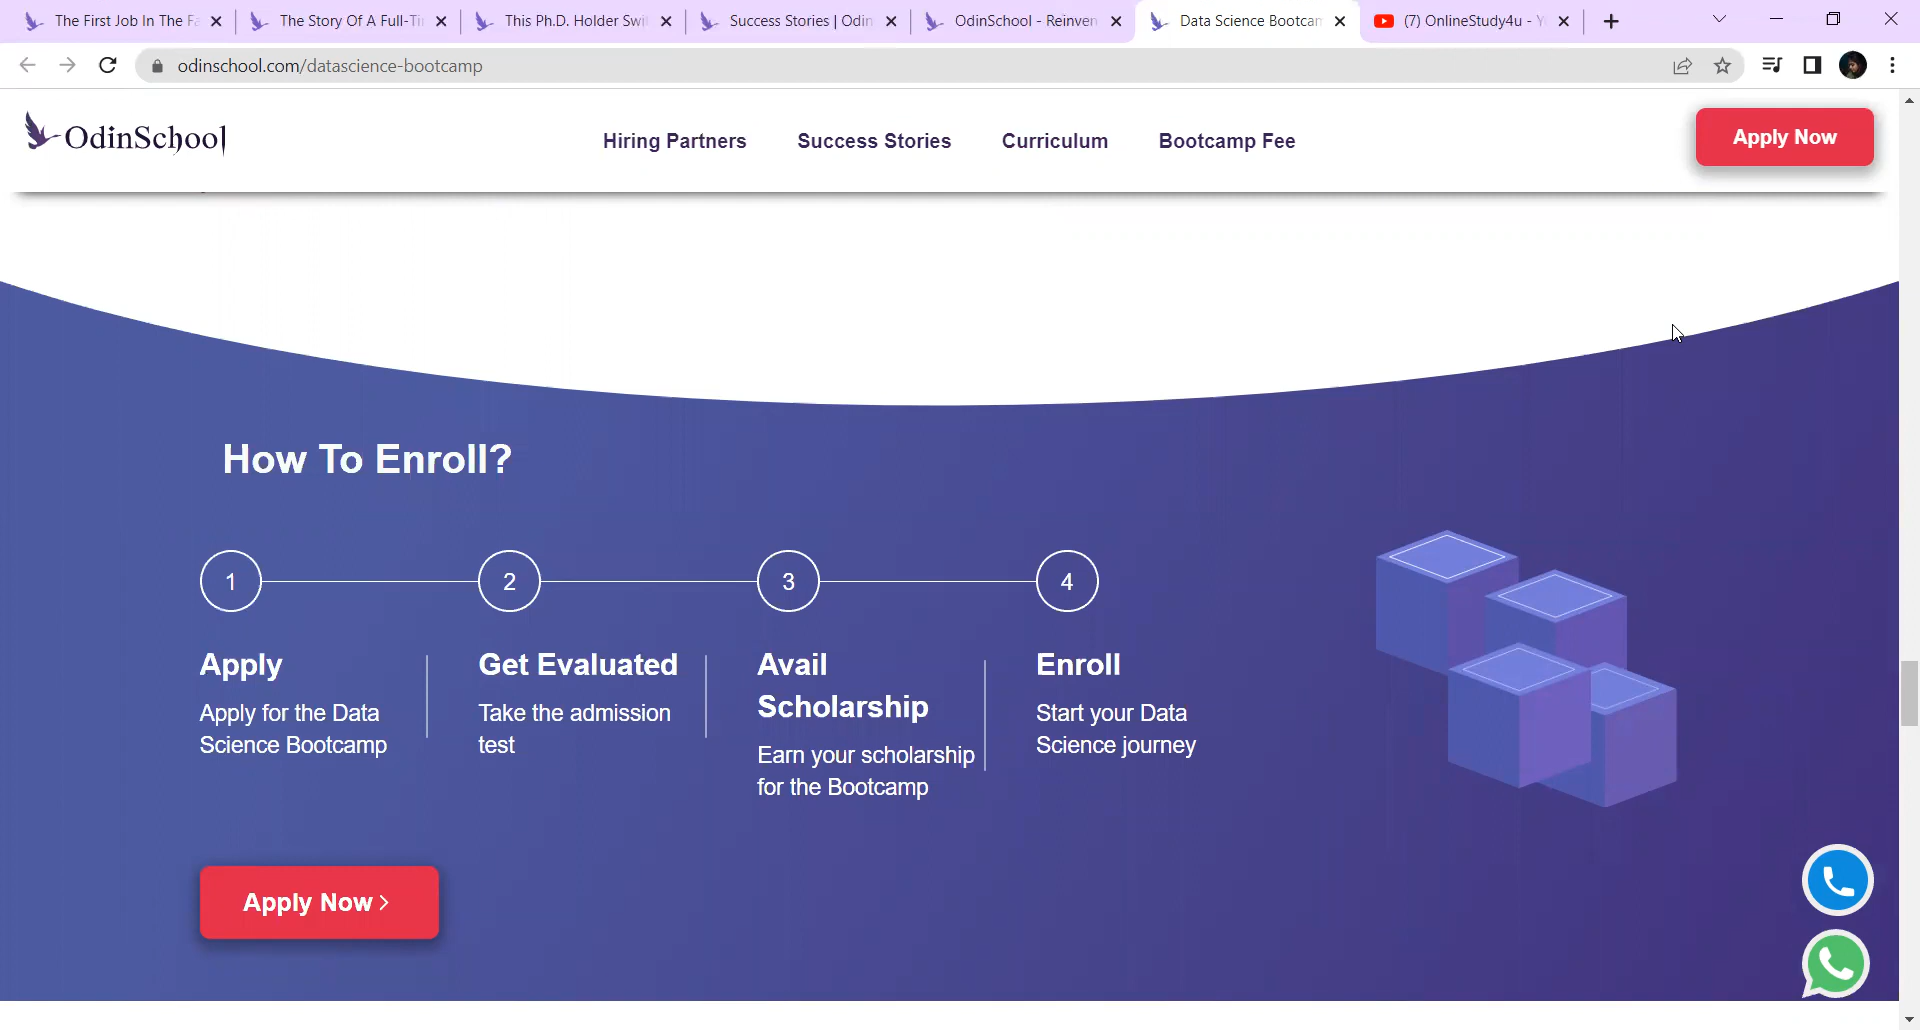 The First Job In The Fa
The Story Of A Full-Ti
This Ph.D. Holder Swi
Success Stories | Odin
OdinSchool - Reinven
Data Science Bootcam
(7) OnlineStudy4u - Y
odinschool.com/datascience-bootcamp
OdinSchool
Hiring Partners
Success Stories
Curriculum
Bootcamp Fee
Apply Now
How To Enroll?
1
2
3
4
Apply
Apply for the Data
Science Bootcamp
Get Evaluated
Take the admission
test
Avail
Scholarship
Earn your scholarship
for the Bootcamp
Enroll
Start your Data
Science journey
Apply Now >